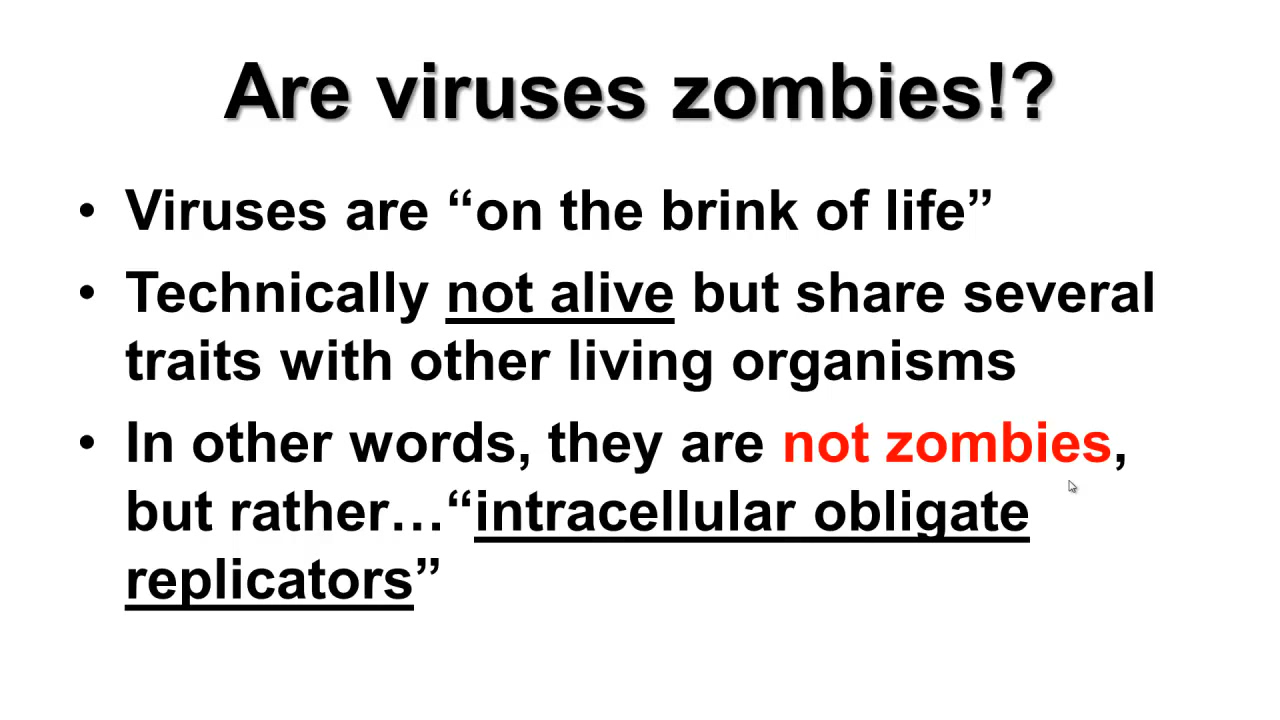 Are viruses zombies!?
• Viruses are “on the brink of life”
• Technically not alive but share several
traits with other living organisms
• In other words, they are not zombies,
but rather…“intracellular obligate
replicators”